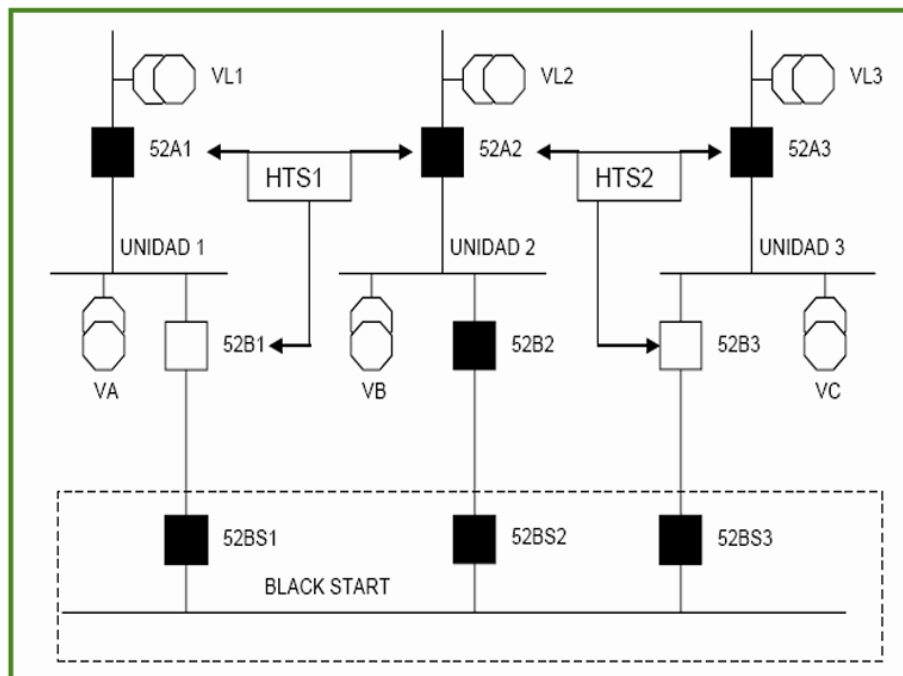 VL1 VL2 VL3
52A1 52A2 52A3
HTS1 HTS2
UNIDAD 1 UNIDAD 2 UNIDAD 3
52B1 52B2 52B3
VA VB VC
52BS1 52BS2 52BS3
BLACK START